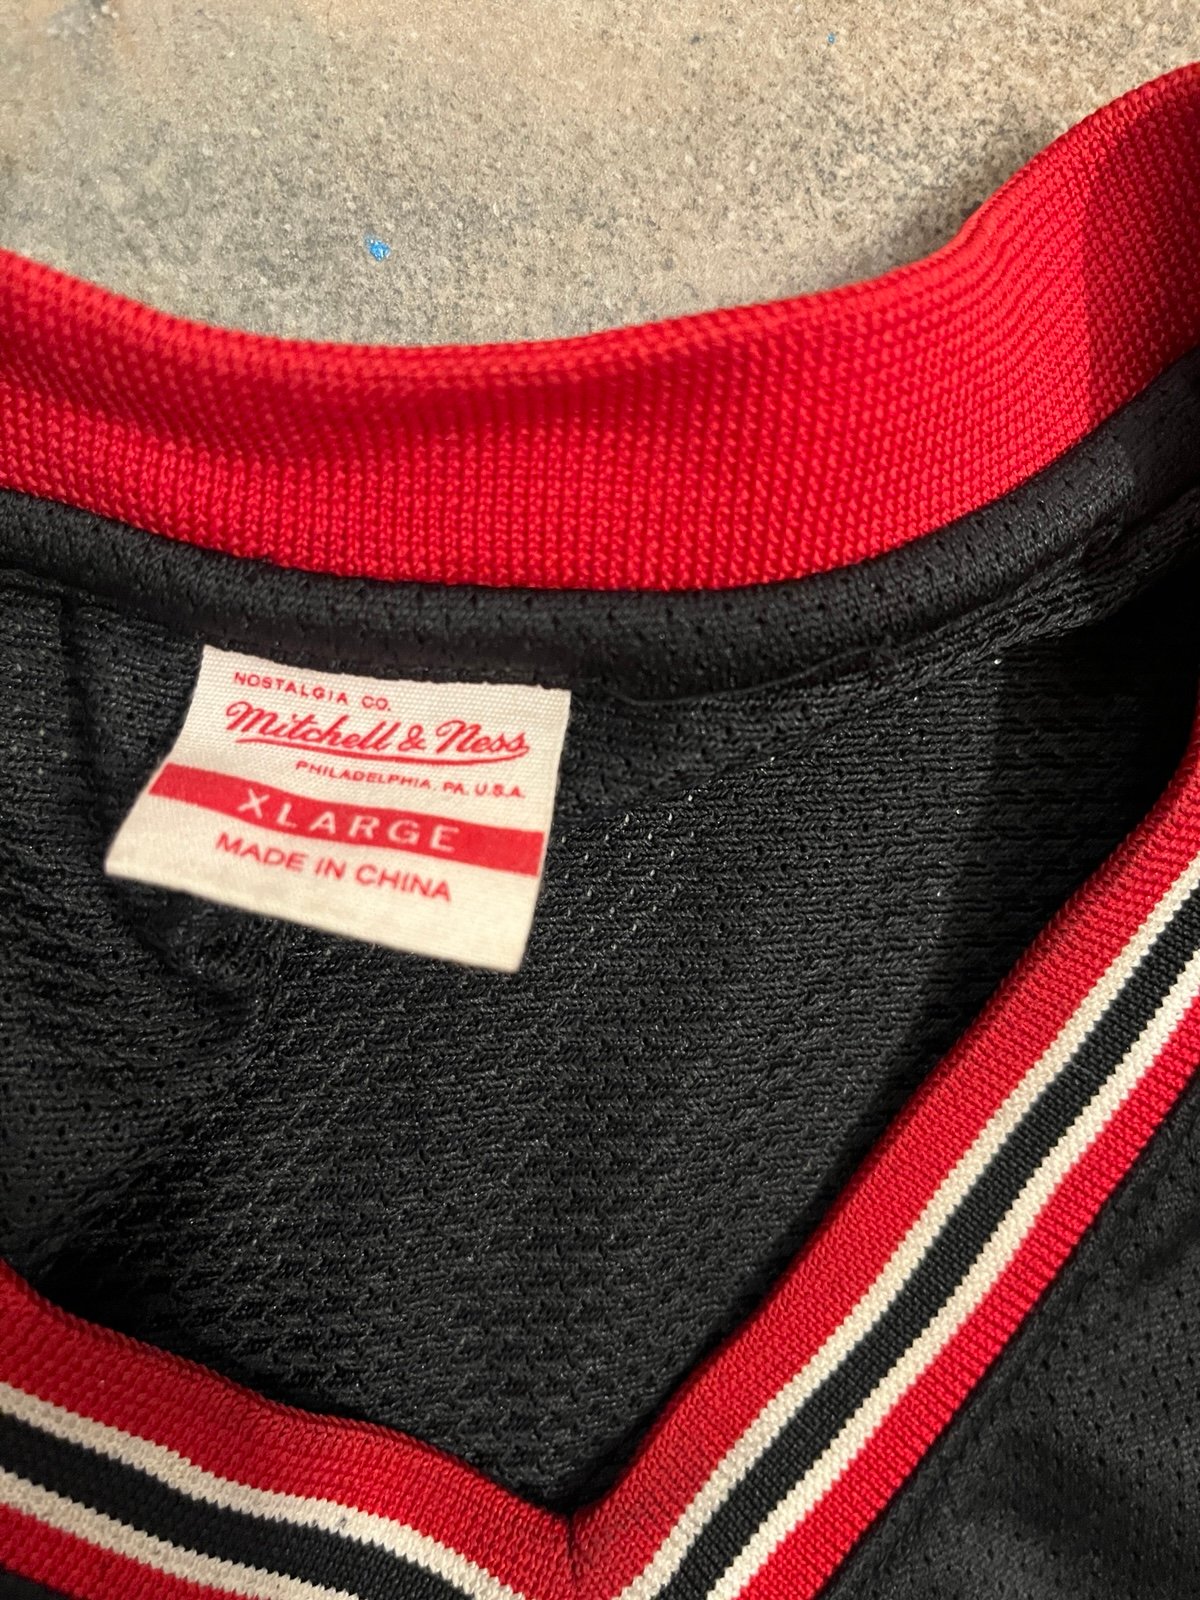 NOSTALGIA CO.
Mitchell & Ness
PHILADELPHIA, PA. U.S.A.
XLARGE
MADE IN CHINA